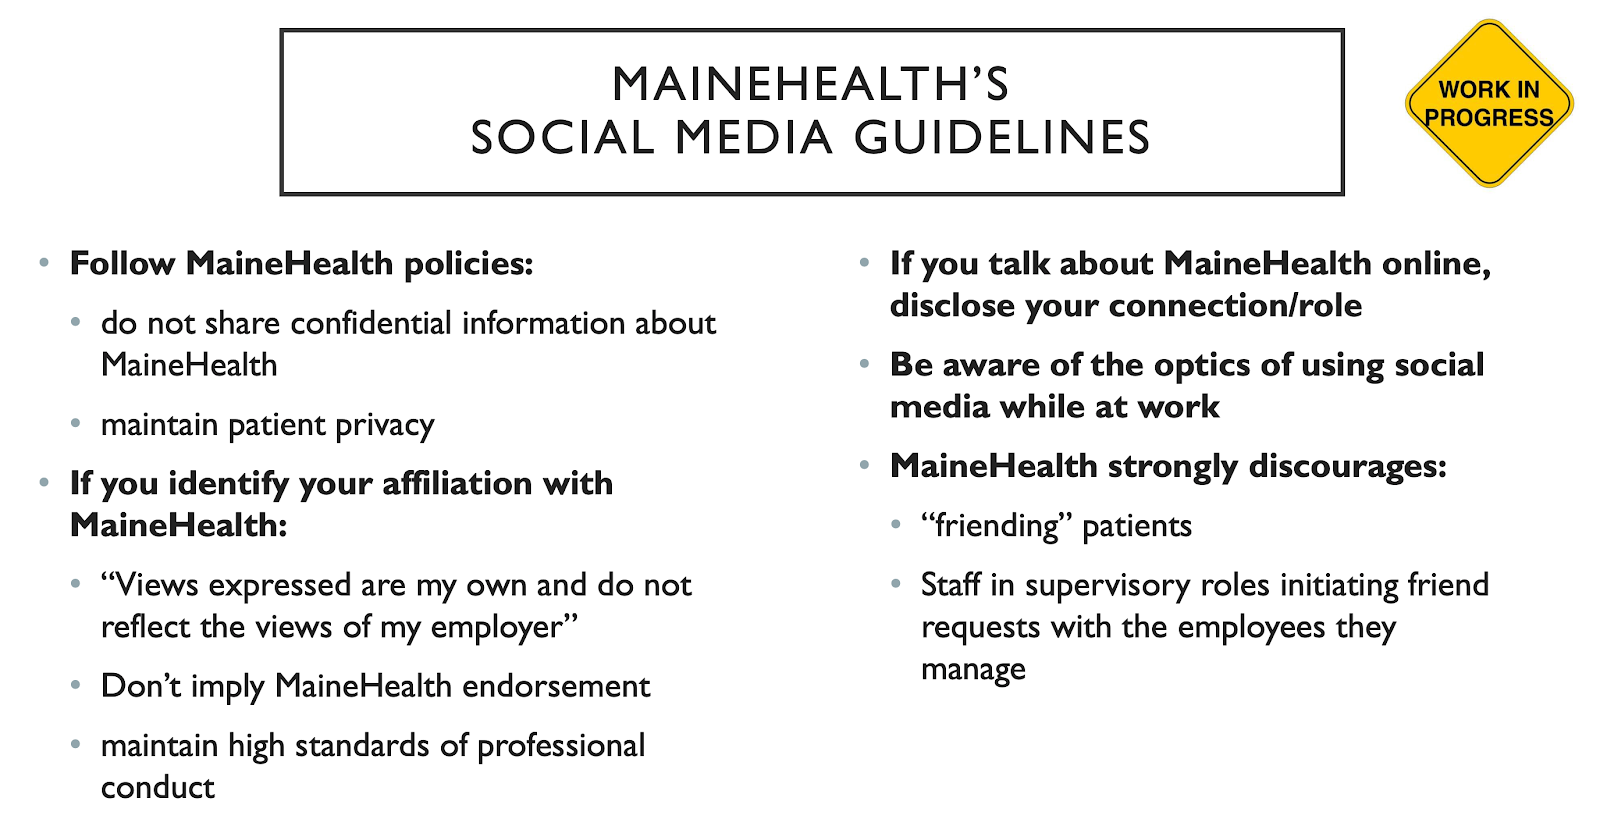 MAINEHEALTH’S
SOCIAL MEDIA GUIDELINES
WORK IN
PROGRESS
• Follow MaineHealth policies:
• do not share confidential information about
MaineHealth
• maintain patient privacy
• If you identify your affiliation with
MaineHealth:
• “Views expressed are my own and do not
reflect the views of my employer”
• Don’t imply MaineHealth endorsement
• maintain high standards of professional
conduct
• If you talk about MaineHealth online,
disclose your connection/role
• Be aware of the optics of using social
media while at work
• MaineHealth strongly discourages:
• “friending” patients
• Staff in supervisory roles initiating friend
requests with the employees they
manage